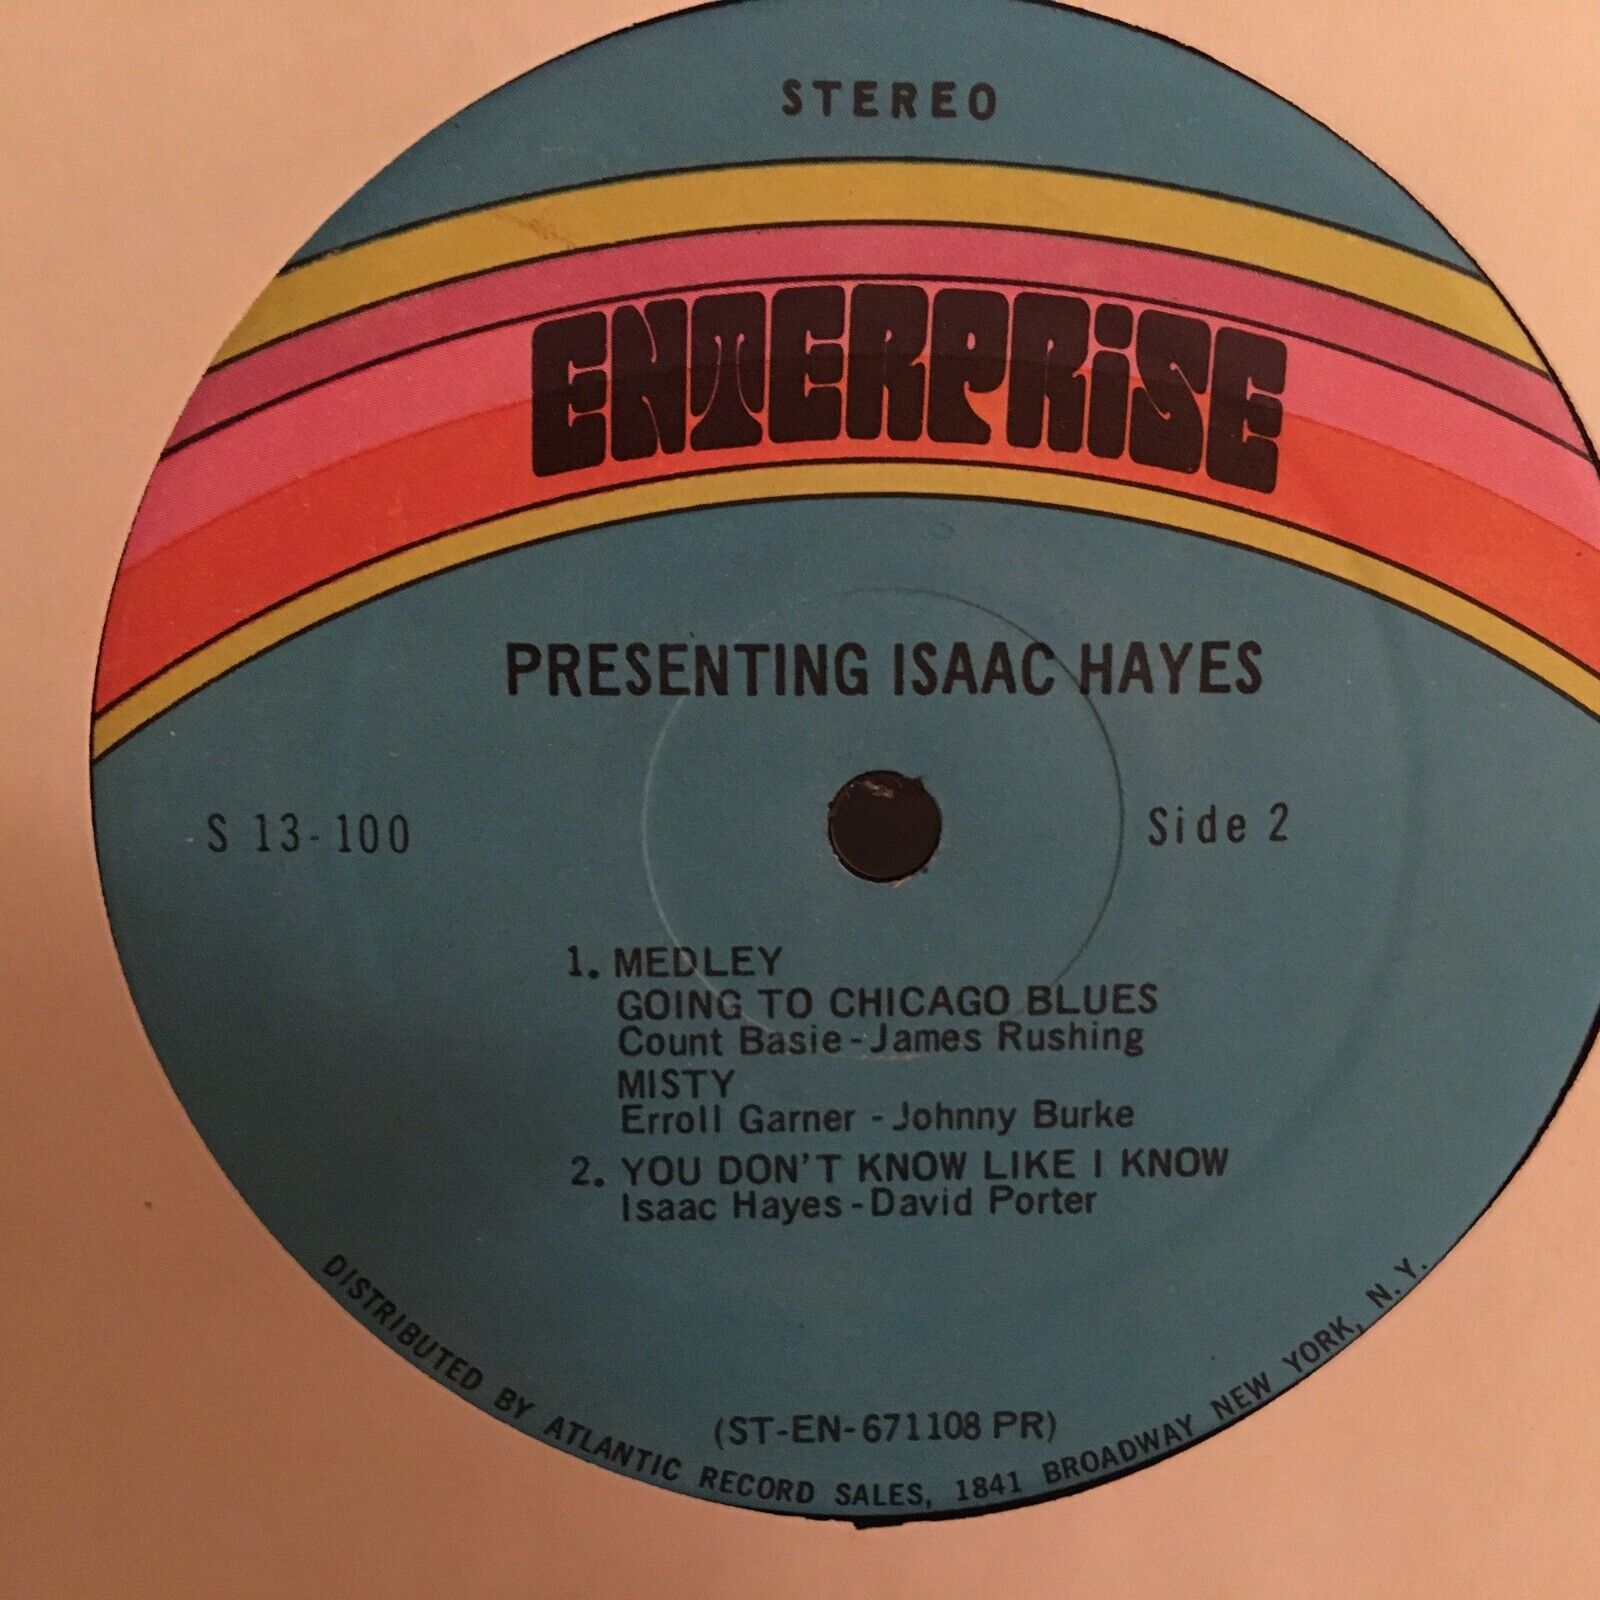 STEREO
ENTERPRiSE
PRESENTING ISAAC HAYES
S 13-100
Side 2
1. MEDLEY
GOING TO CHICAGO BLUES
Count Basie-James Rushing
MISTY
Erroll Garner - Johnny Burke
2. YOU DON'T KNOW LIKE I KNOW
Isaac Hayes-David Porter
(ST-EN-671108 PR)
DISTRIBUTED BY ATLANTIC RECORD SALES, 1841 BROADWAY NEW YORK, N.Y.